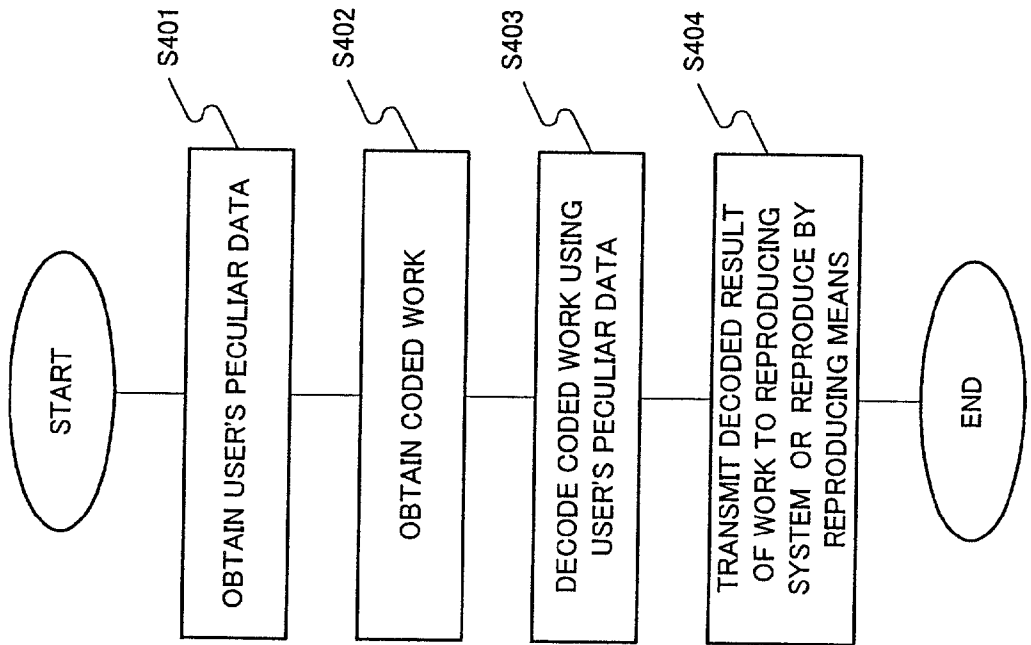 START
OBTAIN USER'S PECULIAR DATA
S401
OBTAIN CODED WORK
S402
DECODE CODED WORK USING
USER'S PECULIAR DATA
S403
TRANSMIT DECODED RESULT
OF WORK TO REPRODUCING
SYSTEM OR REPRODUCE BY
REPRODUCING MEANS
S404
END